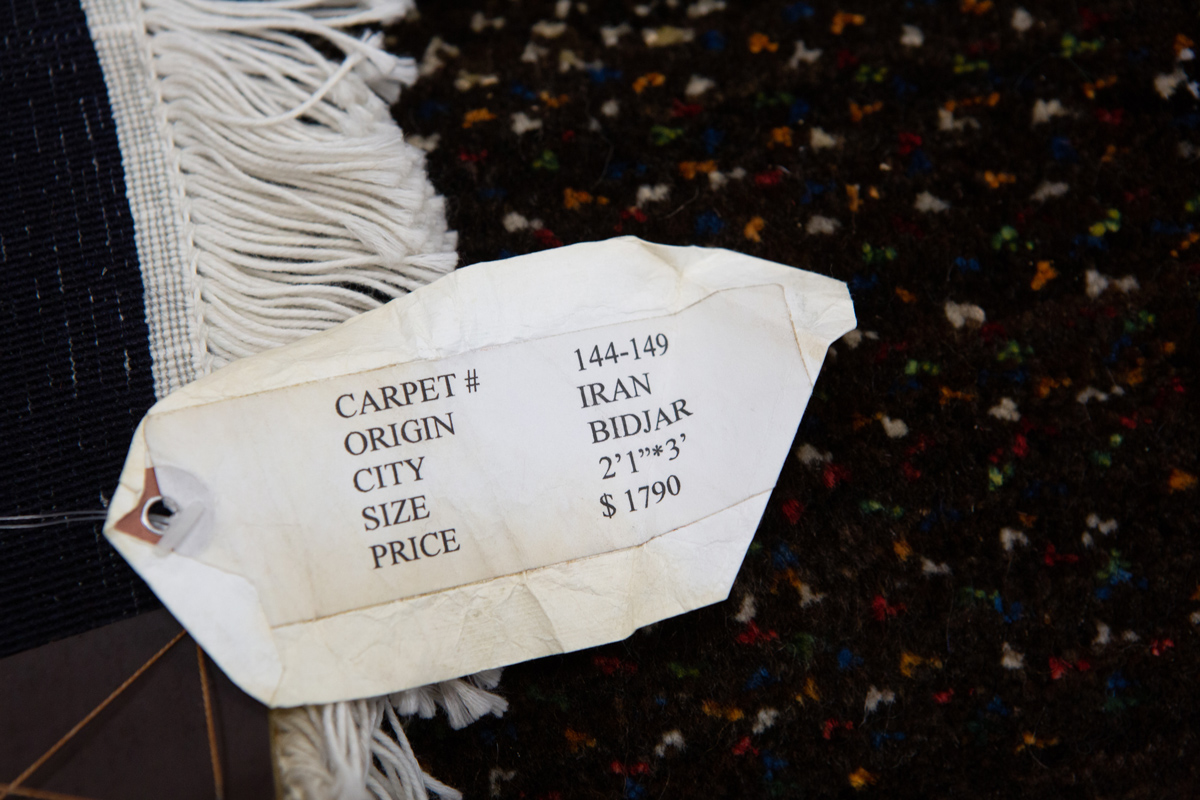 CARPET # 144-149
ORIGIN IRAN
CITY BIDJAR
SIZE 2’1”*3’
PRICE $ 1790